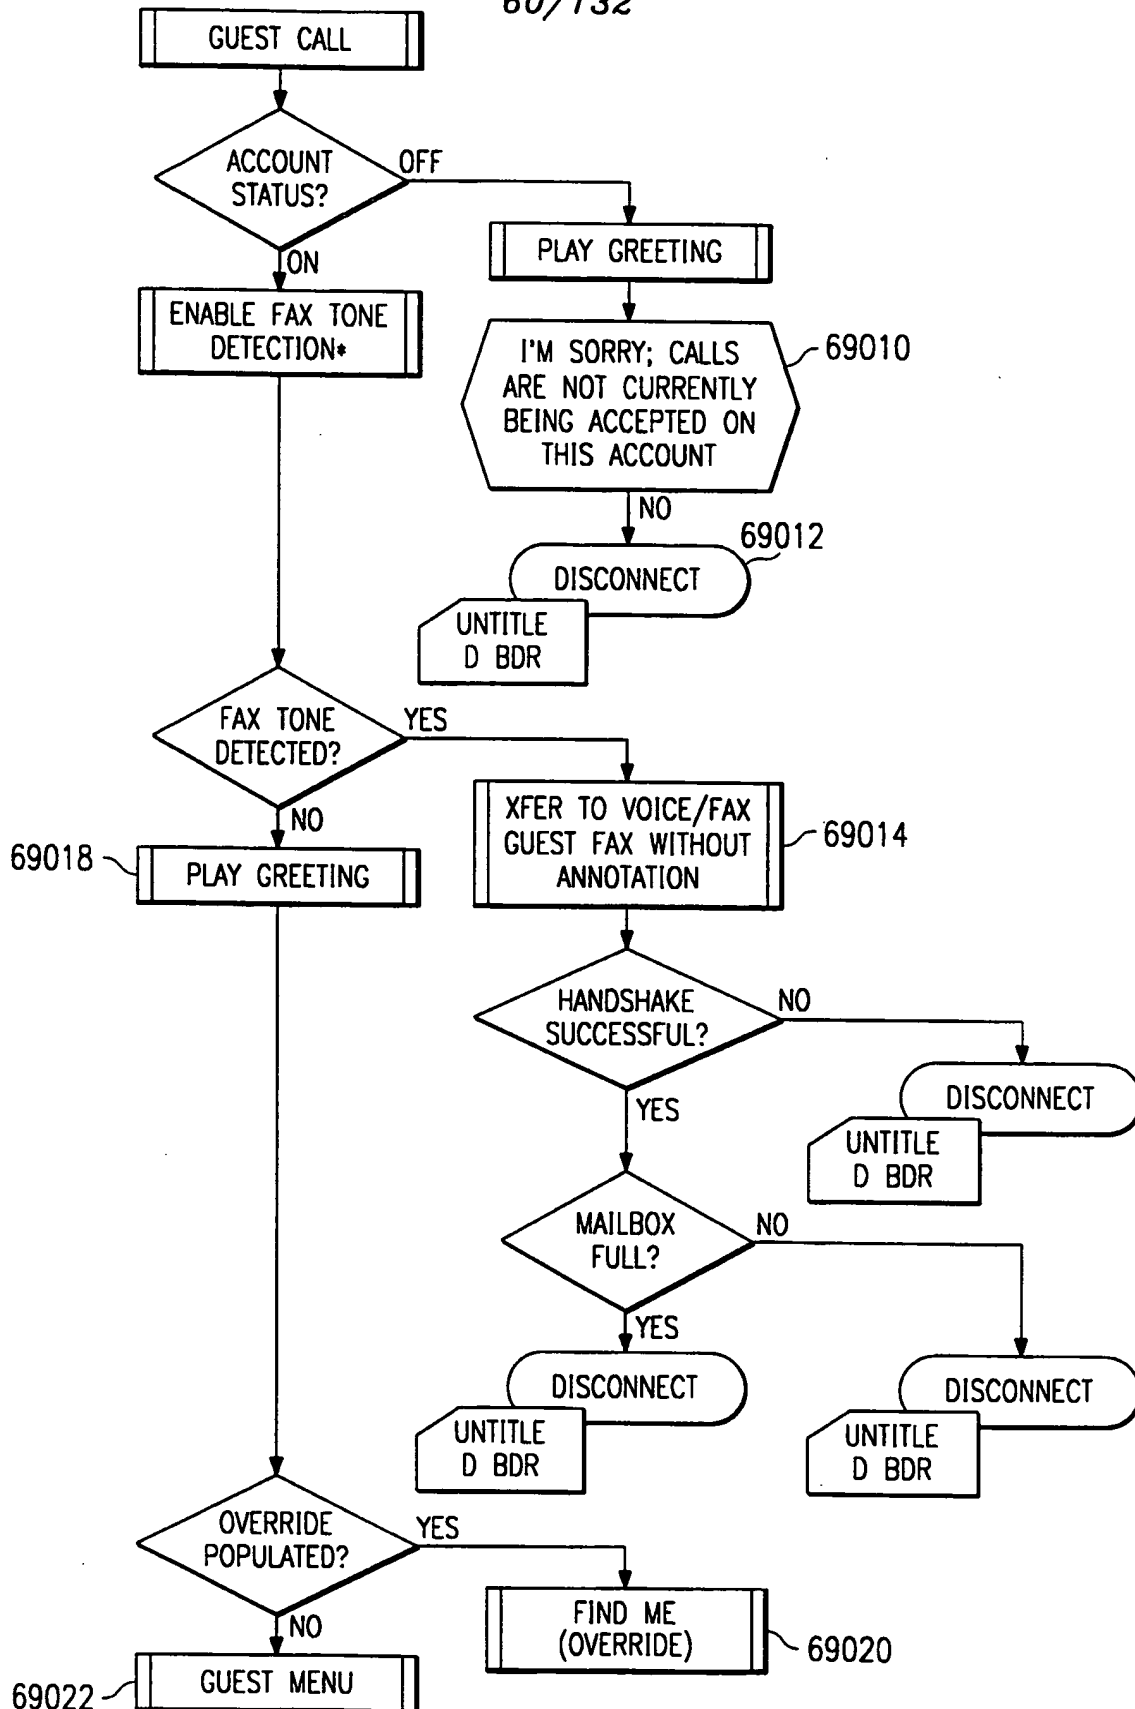 60/132
GUEST CALL
ACCOUNT
STATUS?
OFF
ON
PLAY GREETING
ENABLE FAX TONE
DETECTION*
I'M SORRY; CALLS
ARE NOT CURRENTLY
BEING ACCEPTED ON
THIS ACCOUNT
69010
NO
69012
DISCONNECT
UNTITLE
D BDR
FAX TONE
DETECTED?
YES
NO
XFER TO VOICE/FAX
GUEST FAX WITHOUT
ANNOTATION
69014
69018
PLAY GREETING
HANDSHAKE
SUCCESSFUL?
NO
YES
DISCONNECT
UNTITLE
D BDR
MAILBOX
FULL?
NO
YES
DISCONNECT
UNTITLE
D BDR
DISCONNECT
UNTITLE
D BDR
OVERRIDE
POPULATED?
YES
NO
FIND ME
(OVERRIDE)
69020
GUEST MENU
69022